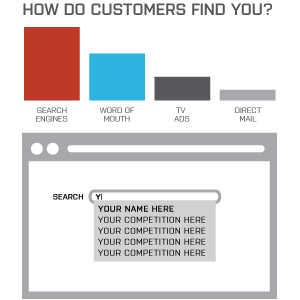 HOW DO CUSTOMERS FIND YOU?
SEARCH
ENGINES
WORD OF
MOUTH
TV
ADS
DIRECT
MAIL
SEARCH
Y|
YOUR NAME HERE
YOUR COMPETITION HERE
YOUR COMPETITION HERE
YOUR COMPETITION HERE
YOUR COMPETITION HERE